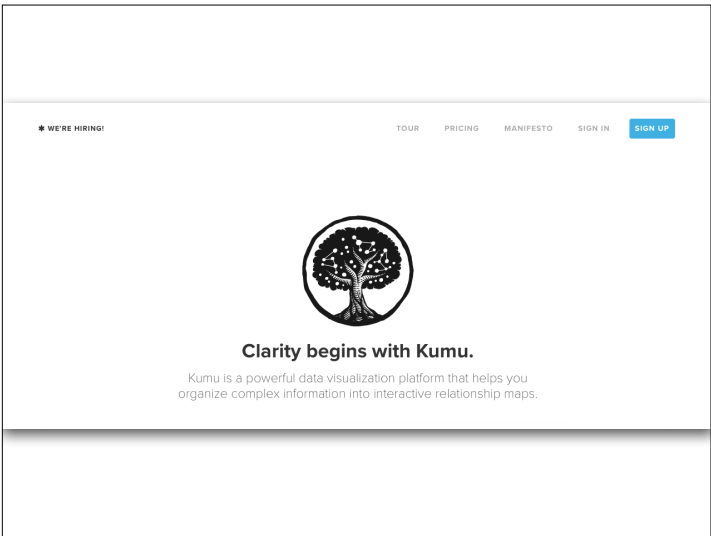 ✱ WE'RE HIRING!
TOUR PRICING MANIFESTO SIGN IN SIGN UP
Clarity begins with Kumu.
Kumu is a powerful data visualization platform that helps you
organize complex information into interactive relationship maps.